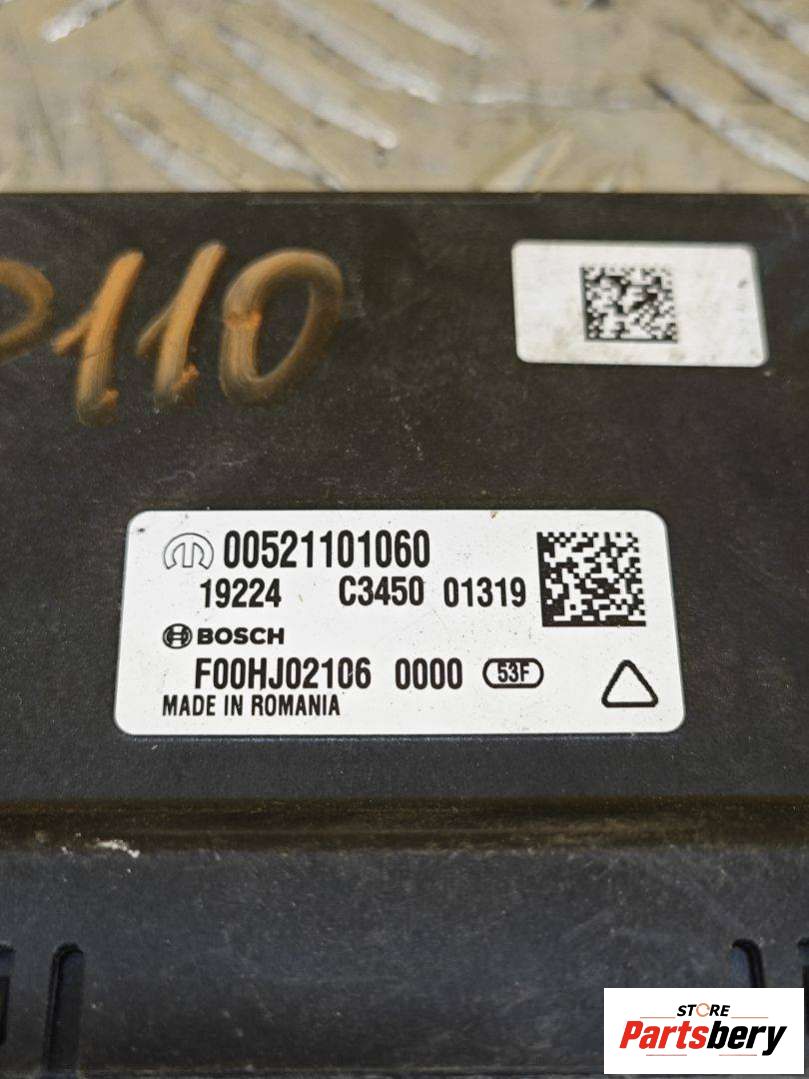 P110
00521101060
19224 C3450 01319
BOSCH
F00HJ02106 0000 53F
MADE IN ROMANIA
STORE
Partsbery